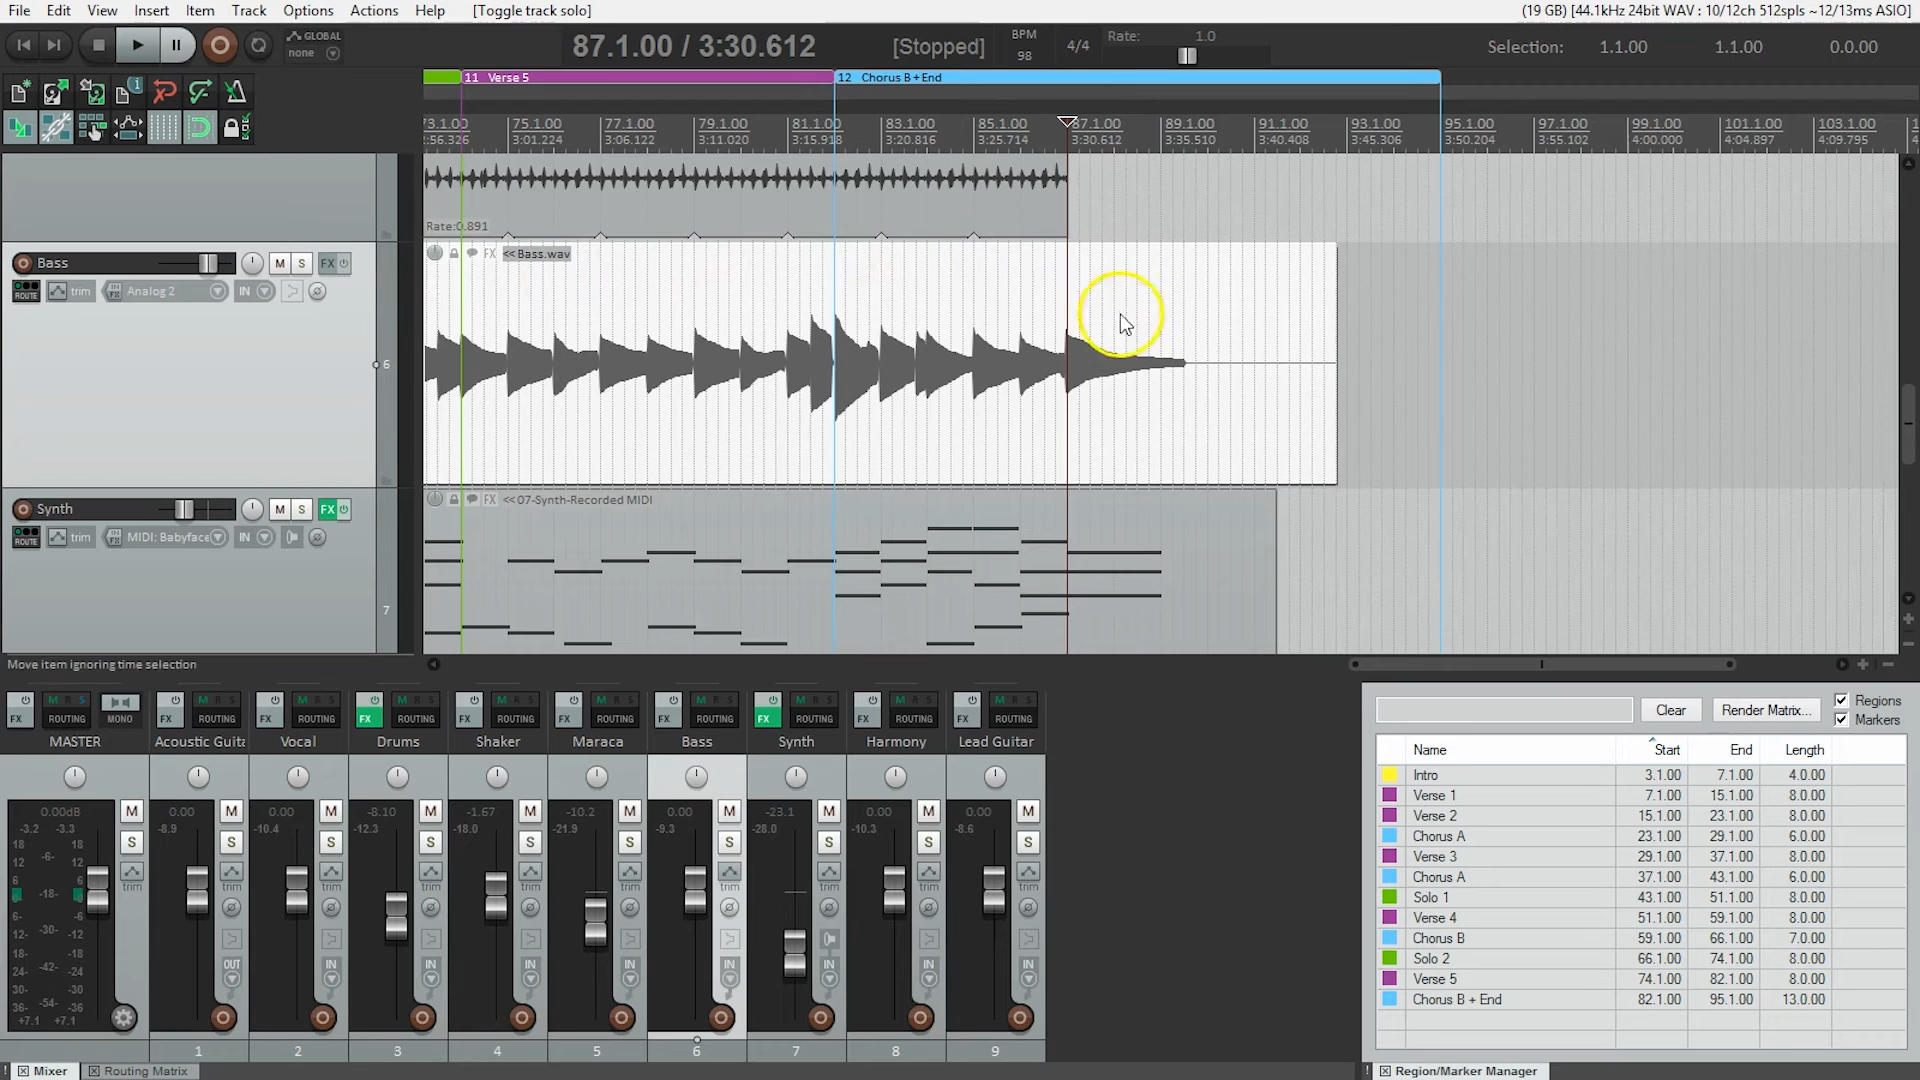 File Edit View Insert Item Track Options Actions Help [Toggle track solo] (19 GB) [44.1kHz 24bit WAV : 10/12ch 512spls ~12/13ms ASIO]
GLOBAL
none
87.1.00 / 3:30.612 [Stopped]
BPM
98
4/4
Rate: 1.0
Selection: 1.1.00 1.1.00 0.0.00
11 Verse 5 12 Chorus B + End
73.1.00 75.1.00 77.1.00 79.1.00 81.1.00 83.1.00 85.1.00 87.1.00 89.1.00 91.1.00 93.1.00 95.1.00 97.1.00 99.1.00 101.1.00 103.1.00
:56.326 3:01.224 3:06.122 3:11.020 3:15.918 3:20.816 3:25.714 3:30.612 3:35.510 3:40.408 3:45.306 3:50.204 3:55.102 4:00.000 4:04.897 4:09.795
Rate:0.891
Bass M S FX
ROUTE trim IN FX Analog 2 IN
6
FX <<Bass.wav
Synth M S FX
ROUTE trim IN FX MIDI: Babyface IN
7
FX <<07-Synth-Recorded MIDI
Move item ignoring time selection
FX M R S ROUTING MONO FX M R S ROUTING FX M R S ROUTING FX M R S ROUTING FX M R S ROUTING FX M R S ROUTING FX M R S ROUTING FX M R S ROUTING FX M R S ROUTING FX M R S ROUTING
MASTER Acoustic Guita Vocal Drums Shaker Maraca Bass Synth Harmony Lead Guitar
0.00dB M 0.00 M 0.00 M -8.10 M -1.67 M -10.2 M 0.00 M -23.1 M 0.00 M 0.00 M
-3.2 -3.3 -8.9 -10.4 -12.3 -18.0 -21.9 -9.3 -28.0 -10.3 -8.6
S S S S S S S S S S
trim trim trim trim trim trim trim trim trim trim
18 -6- 18
12 12
6 6
-18-
6- -6
12- -30- -12
18- -18
24- -42- -24
30- -30
36- -54- -36
+7.1 +7.1
OUT IN IN IN IN IN IN IN IN
1 2 3 4 5 6 7 8 9
! Mixer Routing Matrix
Clear Render Matrix... Regions
Markers
Name Start End Length
Intro 3.1.00 7.1.00 4.0.00
Verse 1 7.1.00 15.1.00 8.0.00
Verse 2 15.1.00 23.1.00 8.0.00
Chorus A 23.1.00 29.1.00 6.0.00
Verse 3 29.1.00 37.1.00 8.0.00
Chorus A 37.1.00 43.1.00 6.0.00
Solo 1 43.1.00 51.1.00 8.0.00
Verse 4 51.1.00 59.1.00 8.0.00
Chorus B 59.1.00 66.1.00 7.0.00
Solo 2 66.1.00 74.1.00 8.0.00
Verse 5 74.1.00 82.1.00 8.0.00
Chorus B + End 82.1.00 95.1.00 13.0.00
! Region/Marker Manager